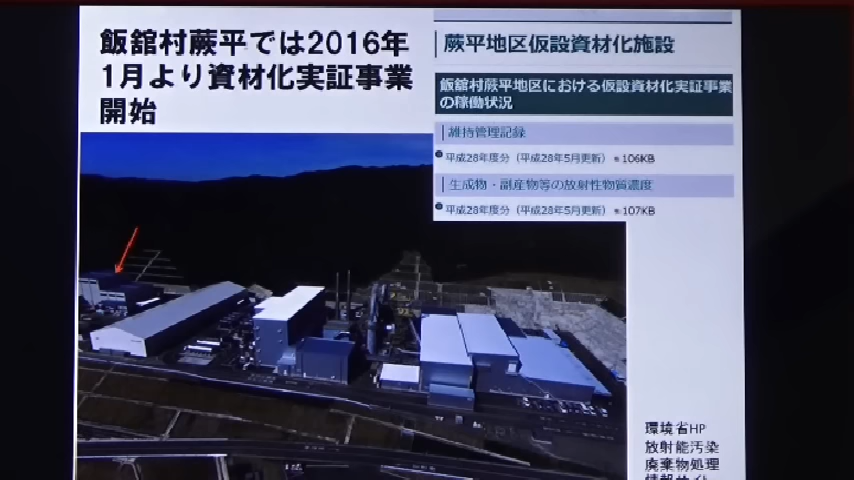 飯舘村蕨平では2016年
1月より資材化実証事業
開始
蕨平地区仮設資材化施設
飯舘村蕨平地区における仮設資材化実証事業
の稼働状況
維持管理記録
平成28年度分（平成28年5月更新） 106KB
生成物・副産物等の放射性物質濃度
平成28年度分（平成28年5月更新） 107KB
環境省HP
放射能汚染
廃棄物処理
情報サイト